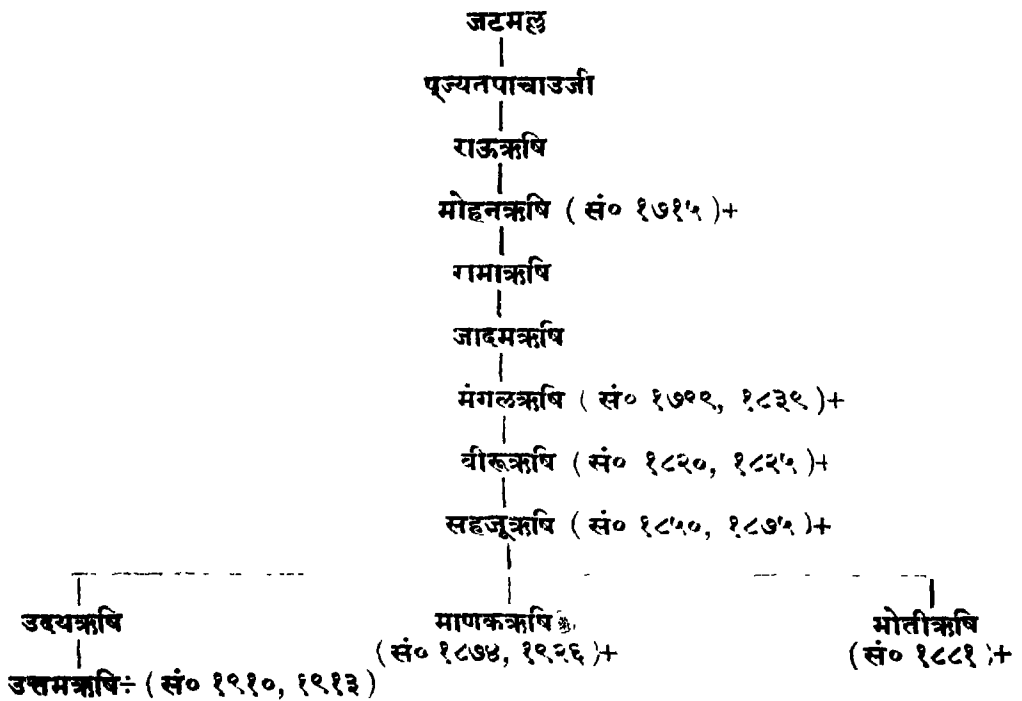 जटमल्ल
पूज्यतपाचाउजी
राऊऋषि
मोहनऋषि ( सं० १७१५ )+
रामाऋषि
जादमऋषि
मंगलऋषि ( सं० १७९९, १८३९ )+
वीरूऋषि ( सं० १८२०, १८२५ )+
सहजूऋषि ( सं० १८५०, १८७५ )+
उदयऋषि माणकऋषि मोतीऋषि
( सं० १८७४, १९२६ )+ ( सं० १८८१ )+
उत्तमऋषि÷ ( सं० १९१०, १९१३ )